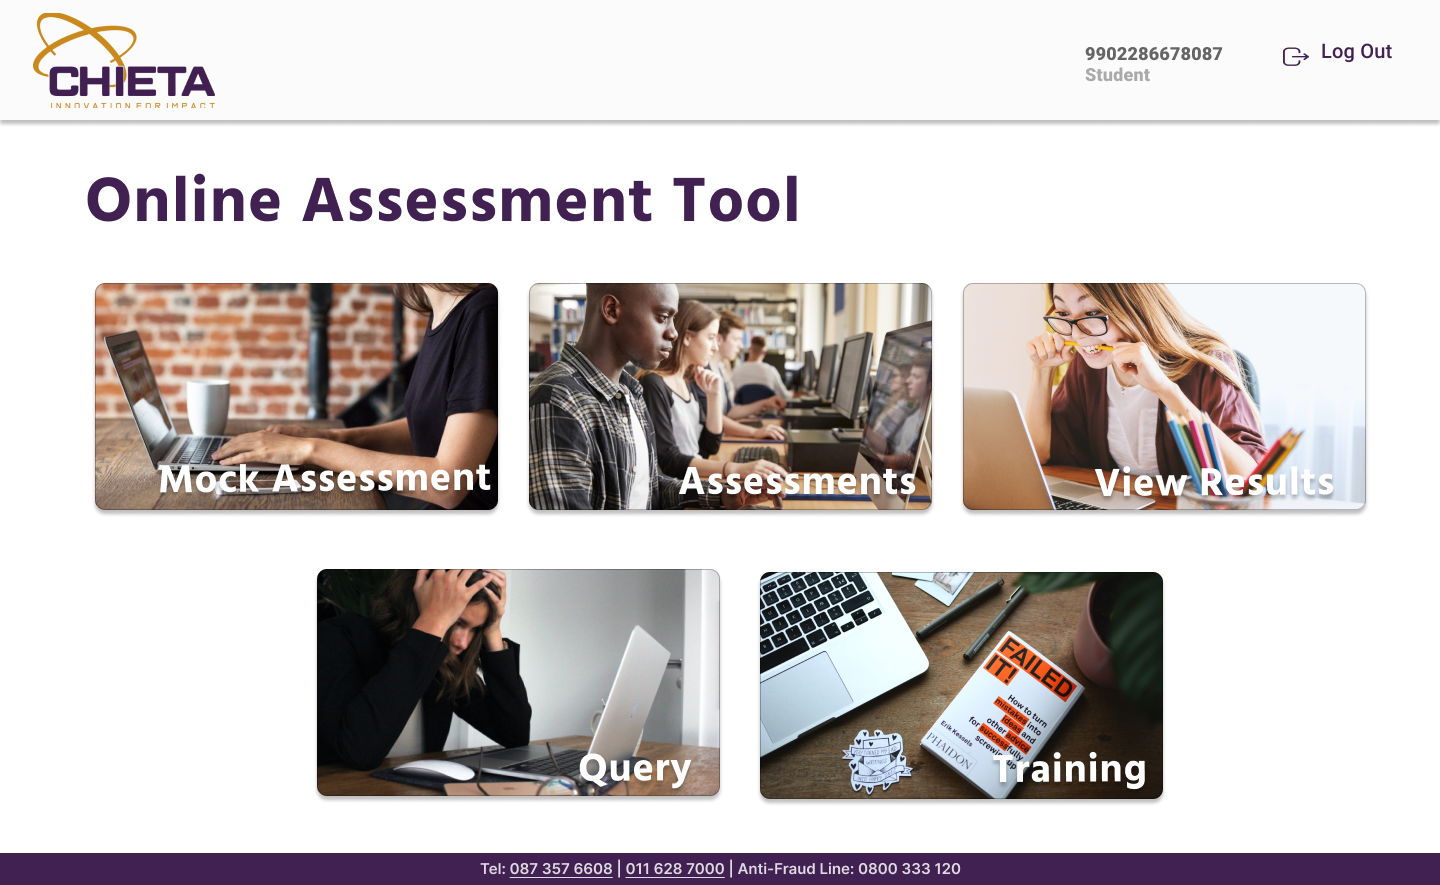 CHIETA
INNOVATION FOR IMPACT
9902286678087
Student
Log Out
Online Assessment Tool
Mock Assessment
Assessments
View Results
Query
FAILED
IT!
How to turn
mistakes into
ideas and
other advice
for successfully
screwing up
Erik Kessels
PHAIDON
Training
Tel: 087 357 6608 | 011 628 7000 | Anti-Fraud Line: 0800 333 120